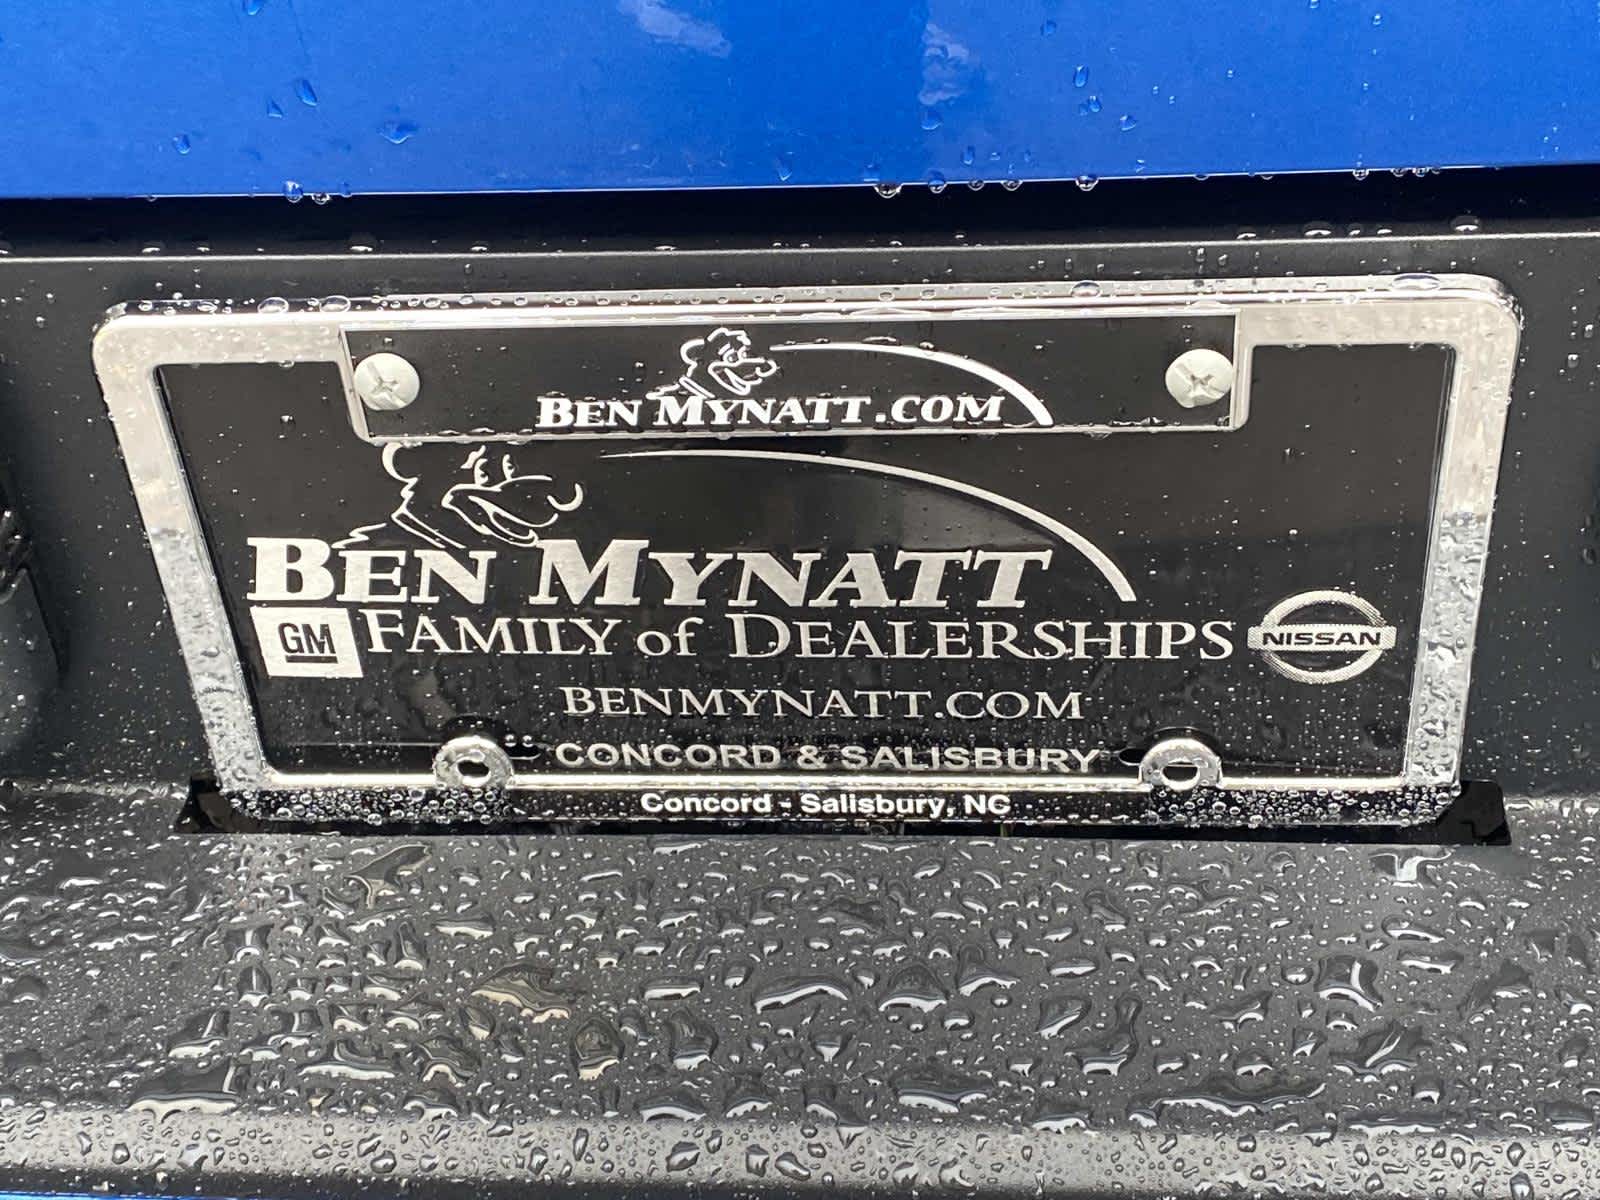 BEN MYNATT.COM
BEN MYNATT
GM FAMILY of DEALERSHIPS NISSAN
BENMYNATT.COM
CONCORD & SALISBURY
Concord - Salisbury, NC